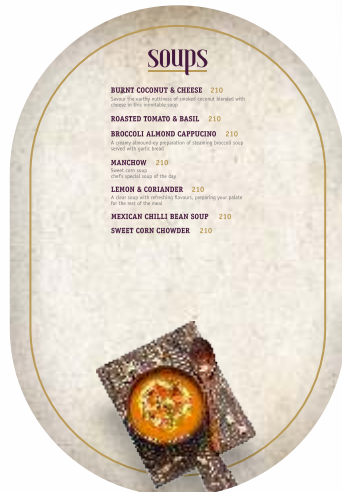 soups
BURNT COCONUT & CHEESE 210
Savour the earthy nuttiness of smoked coconut blended with
cheese in this inimitable soup
ROASTED TOMATO & BASIL 210
BROCCOLI ALMOND CAPPUCINO 210
A creamy almond-ey preparation of steaming broccoli soup
served with garlic bread
MANCHOW 210
Sweet corn soup
chef's special soup of the day
LEMON & CORIANDER 210
A clear soup with refreshing flavours, preparing your palate
for the rest of the meal
MEXICAN CHILLI BEAN SOUP 210
SWEET CORN CHOWDER 210